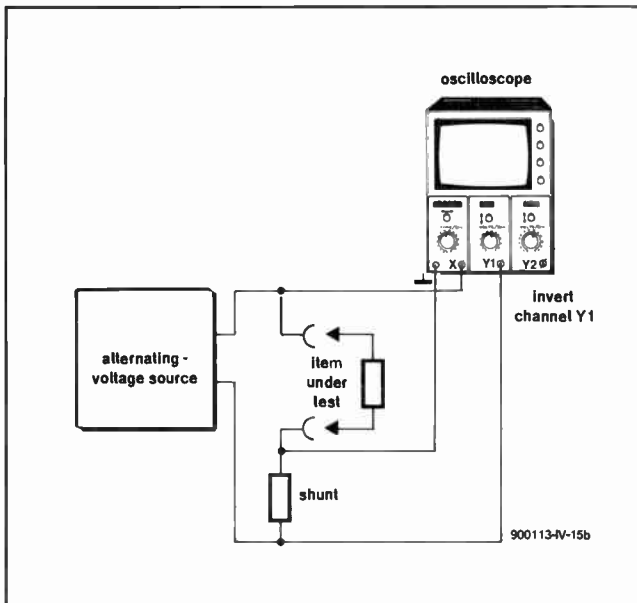 oscilloscope
X
Y1
Y2
invert
channel Y1
alternating -
voltage source
item
under
test
shunt
900113-IV-15b